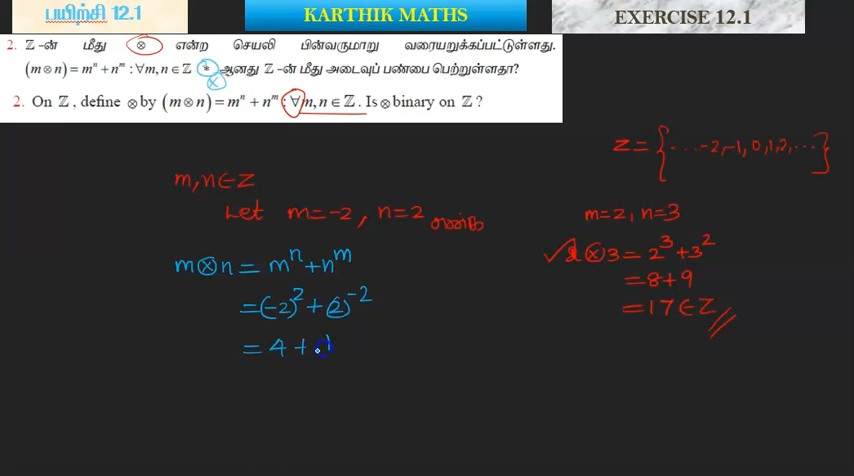 பயிற்சி 12.1
KARTHIK MATHS
EXERCISE 12.1
2. ℤ-ன் மீது ⊗ என்ற செயலி பின்வருமாறு வரையறுக்கப்பட்டுள்ளது.
(m⊗n) = mⁿ + nᵐ : ∀m, n ∈ ℤ * ஆனது ℤ-ன் மீது அடைவுப் பண்பை பெற்றுள்ளதா?
x
2. On ℤ, define ⊗ by (m⊗n) = mⁿ + nᵐ : ∀m, n ∈ ℤ. Is ⊗ binary on ℤ?
Z = {...-2,-1,0,1,2,...}
m,n∈Z
Let m=-2, n=2 என்க
m⊗n = mⁿ+nᵐ
=(-2)²+(2)⁻²
= 4+
m=2, n=3
✓2⊗3 = 2³+3²
=8+9
=17∈Z//